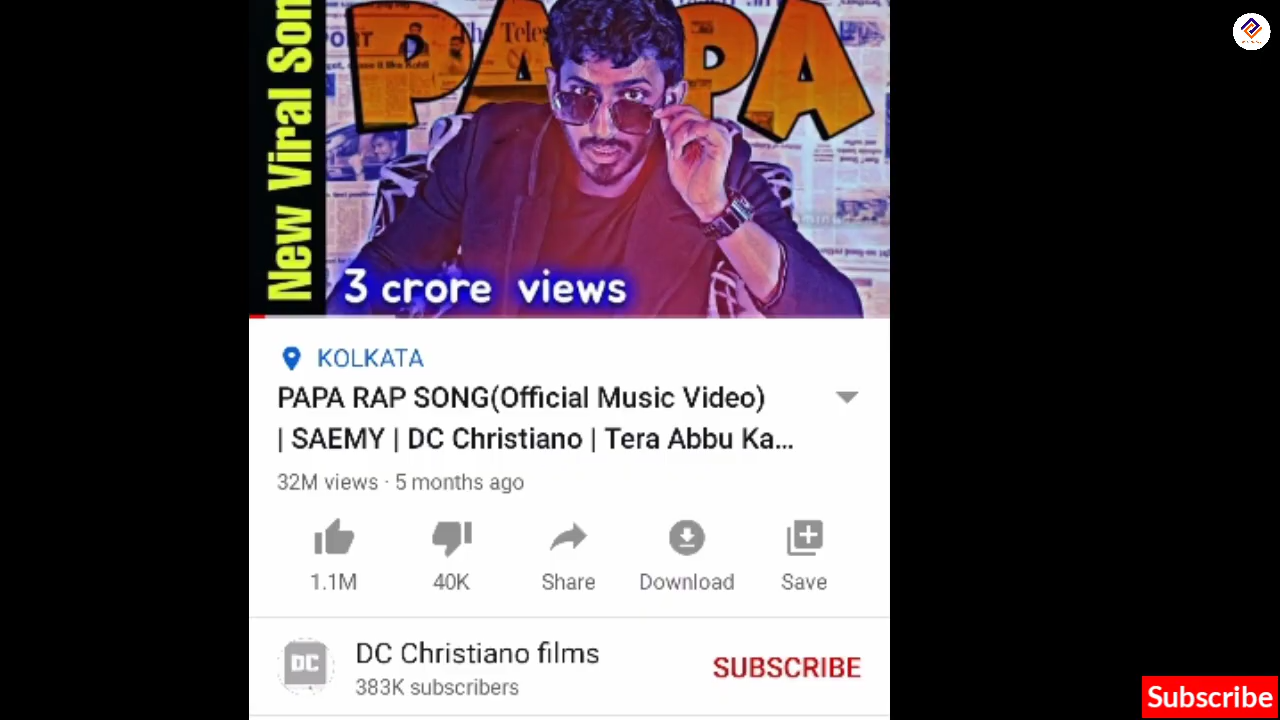 New Viral Son
PAPA
The Teles
3 crore views
KOLKATA
PAPA RAP SONG(Official Music Video)
| SAEMY | DC Christiano | Tera Abbu Ka...
32M views · 5 months ago
1.1M
40K
Share
Download
Save
DC
DC Christiano films
383K subscribers
SUBSCRIBE
Subscribe